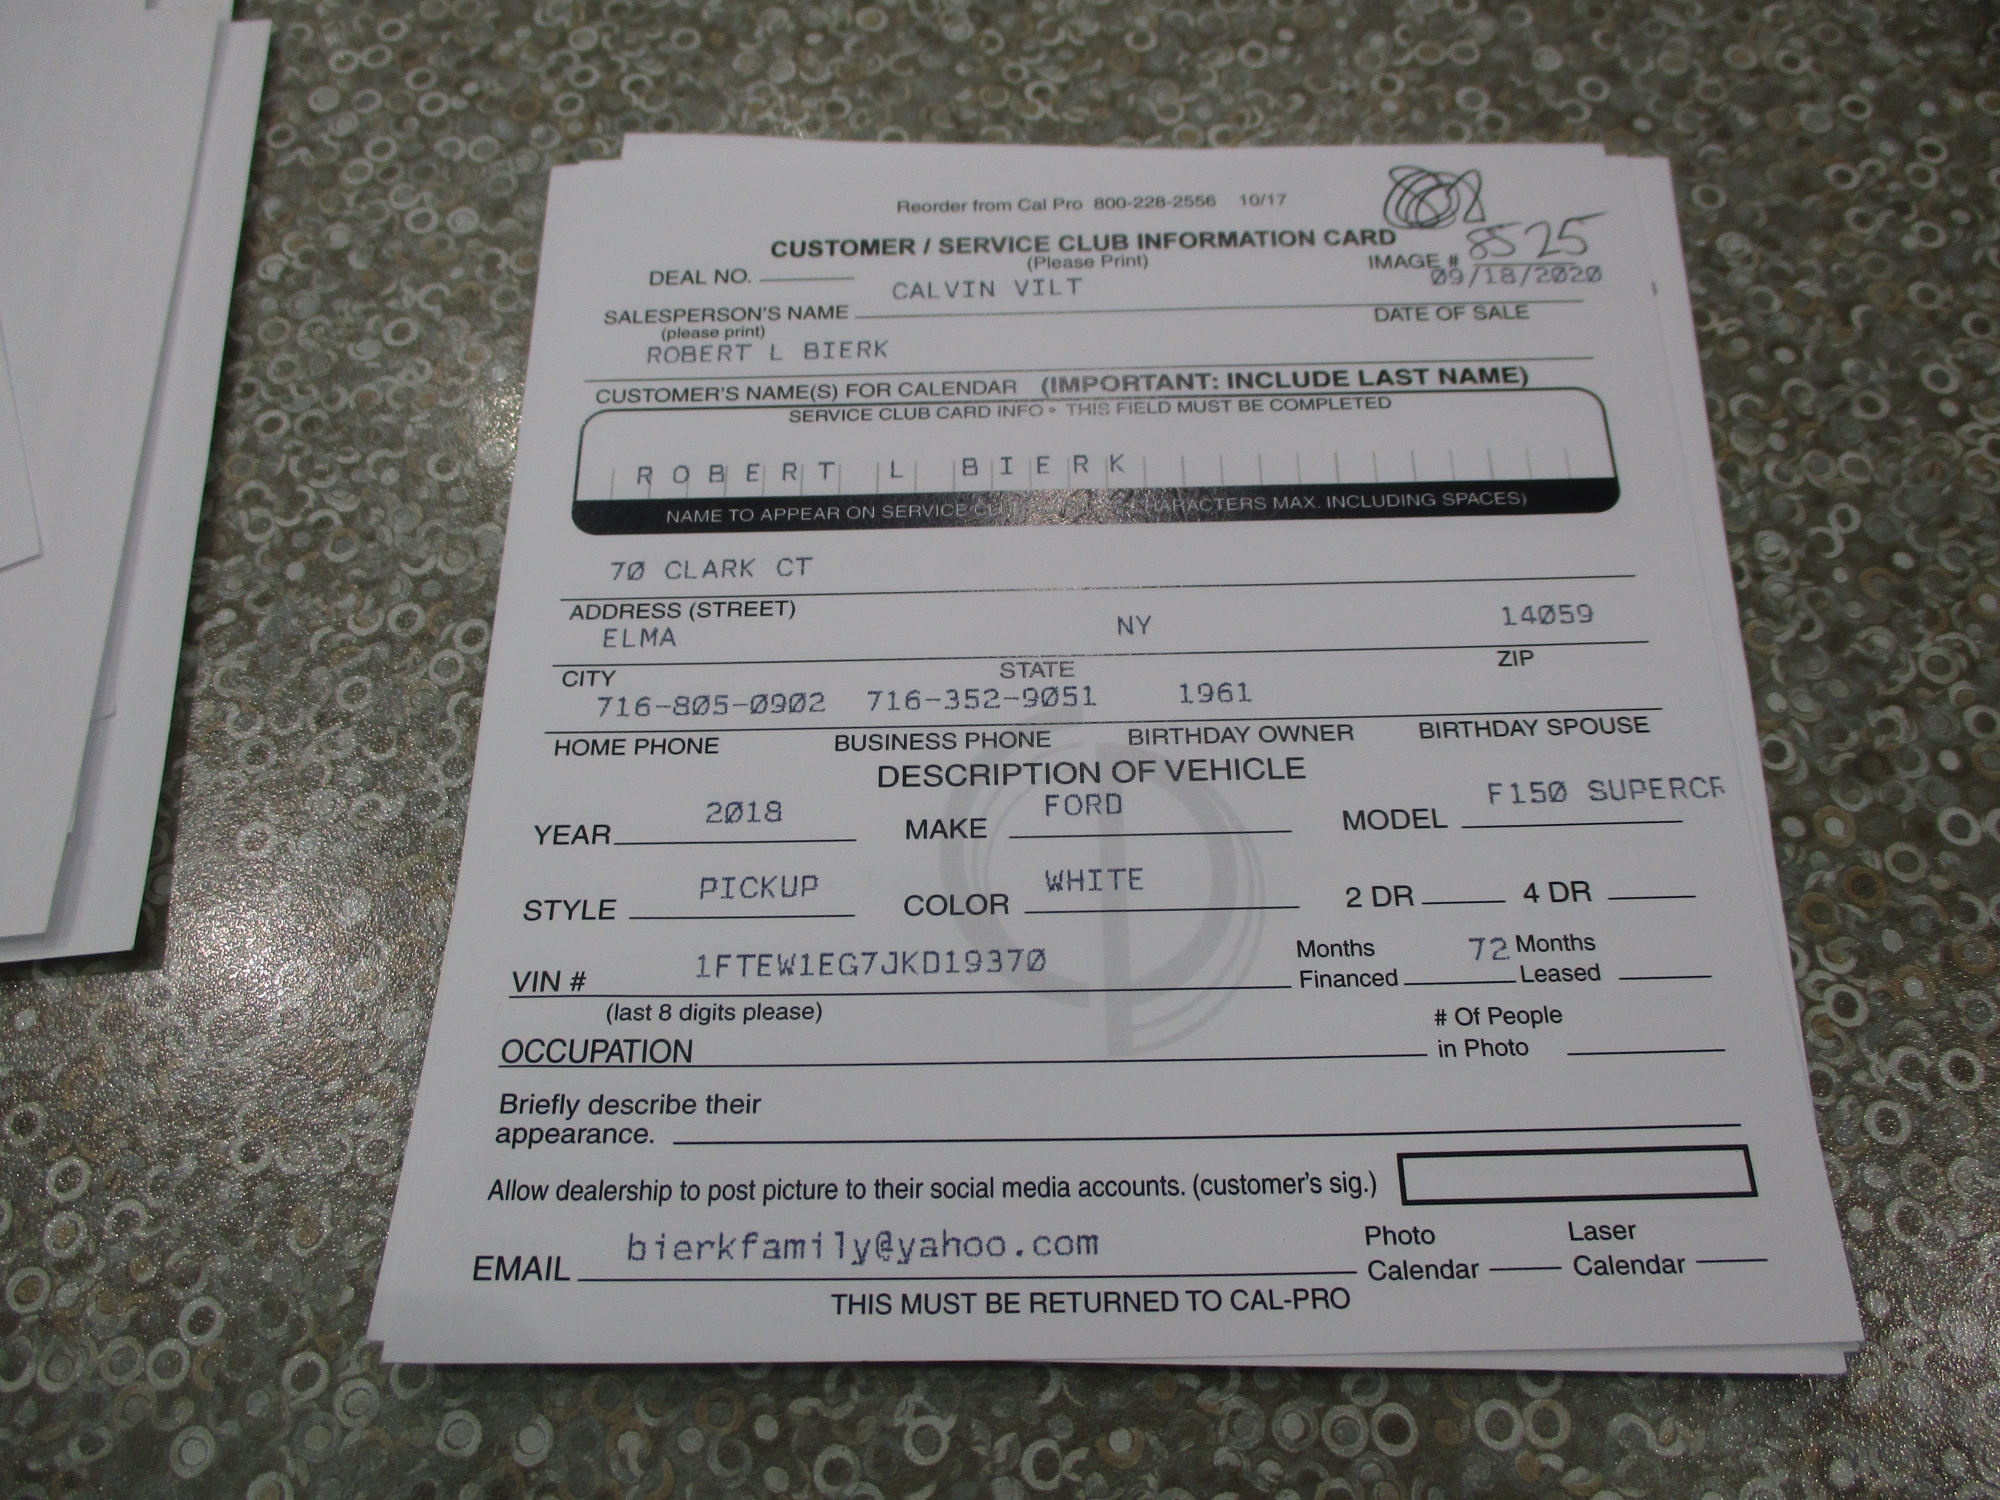 Reorder from Cal Pro 800-228-2556 10/17
CUSTOMER / SERVICE CLUB INFORMATION CARD
(Please Print)
DEAL NO.
IMAGE # 8525
CALVIN VILT
09/18/2020
SALESPERSON'S NAME
DATE OF SALE
(please print)
ROBERT L BIERK
CUSTOMER'S NAME(S) FOR CALENDAR (IMPORTANT: INCLUDE LAST NAME)
SERVICE CLUB CARD INFO • THIS FIELD MUST BE COMPLETED
ROBERT L BIERK
NAME TO APPEAR ON SERVICE MAX. INCLUDING SPACES)
70 CLARK CT
ADDRESS (STREET)
ELMA NY 14059
CITY STATE ZIP
716-805-0902 716-352-9051 1961
HOME PHONE BUSINESS PHONE BIRTHDAY OWNER BIRTHDAY SPOUSE
DESCRIPTION OF VEHICLE
2018 FORD F150 SUPERCR
YEAR MAKE MODEL
PICKUP WHITE
STYLE COLOR 2 DR 4 DR
1FTEW1EG7JKD19370
Months 72 Months
VIN # Financed Leased
(last 8 digits please)
# Of People
OCCUPATION in Photo
Briefly describe their
appearance.
Allow dealership to post picture to their social media accounts. (customer's sig.)
bierkfamily@yahoo.com
Photo Laser
EMAIL Calendar Calendar
THIS MUST BE RETURNED TO CAL-PRO